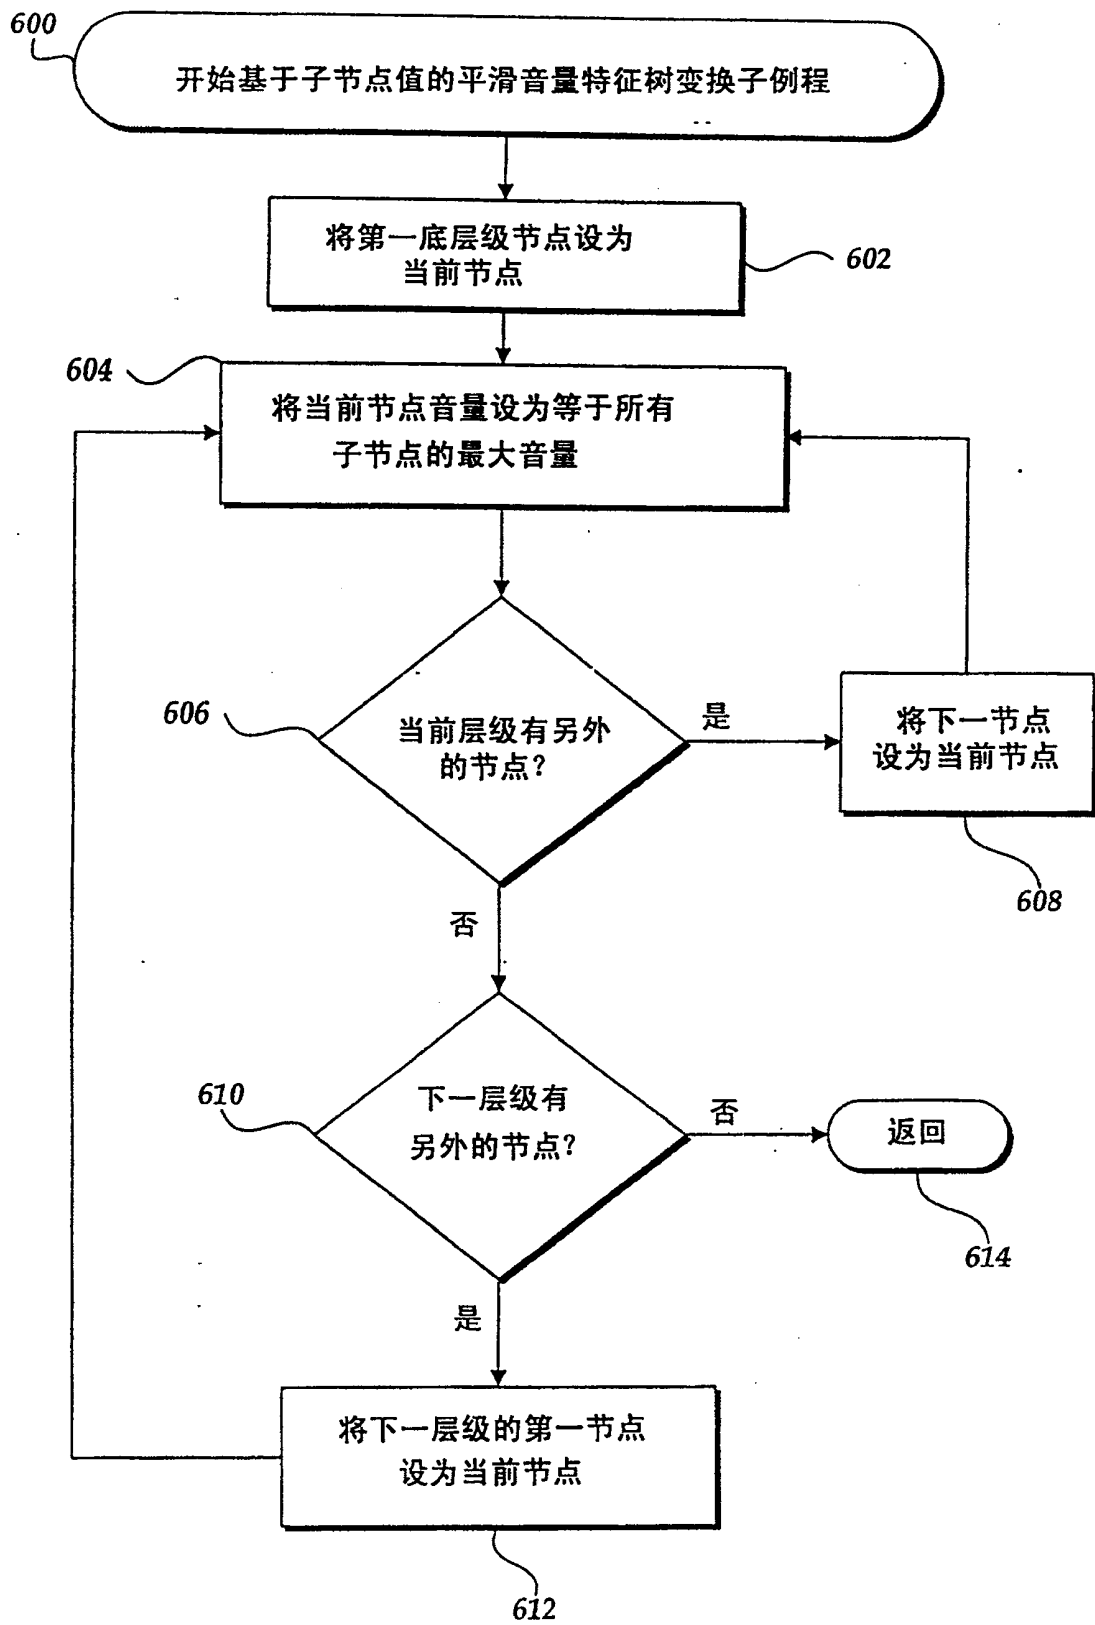 600
开始基于子节点值的平滑音量特征树变换子例程
将第一底层级节点设为
当前节点
602
604
将当前节点音量设为等于所有
子节点的最大音量
606
当前层级有另外
的节点？
是
将下一节点
设为当前节点
608
否
610
下一层级有
另外的节点？
否
返回
614
是
将下一层级的第一节点
设为当前节点
612